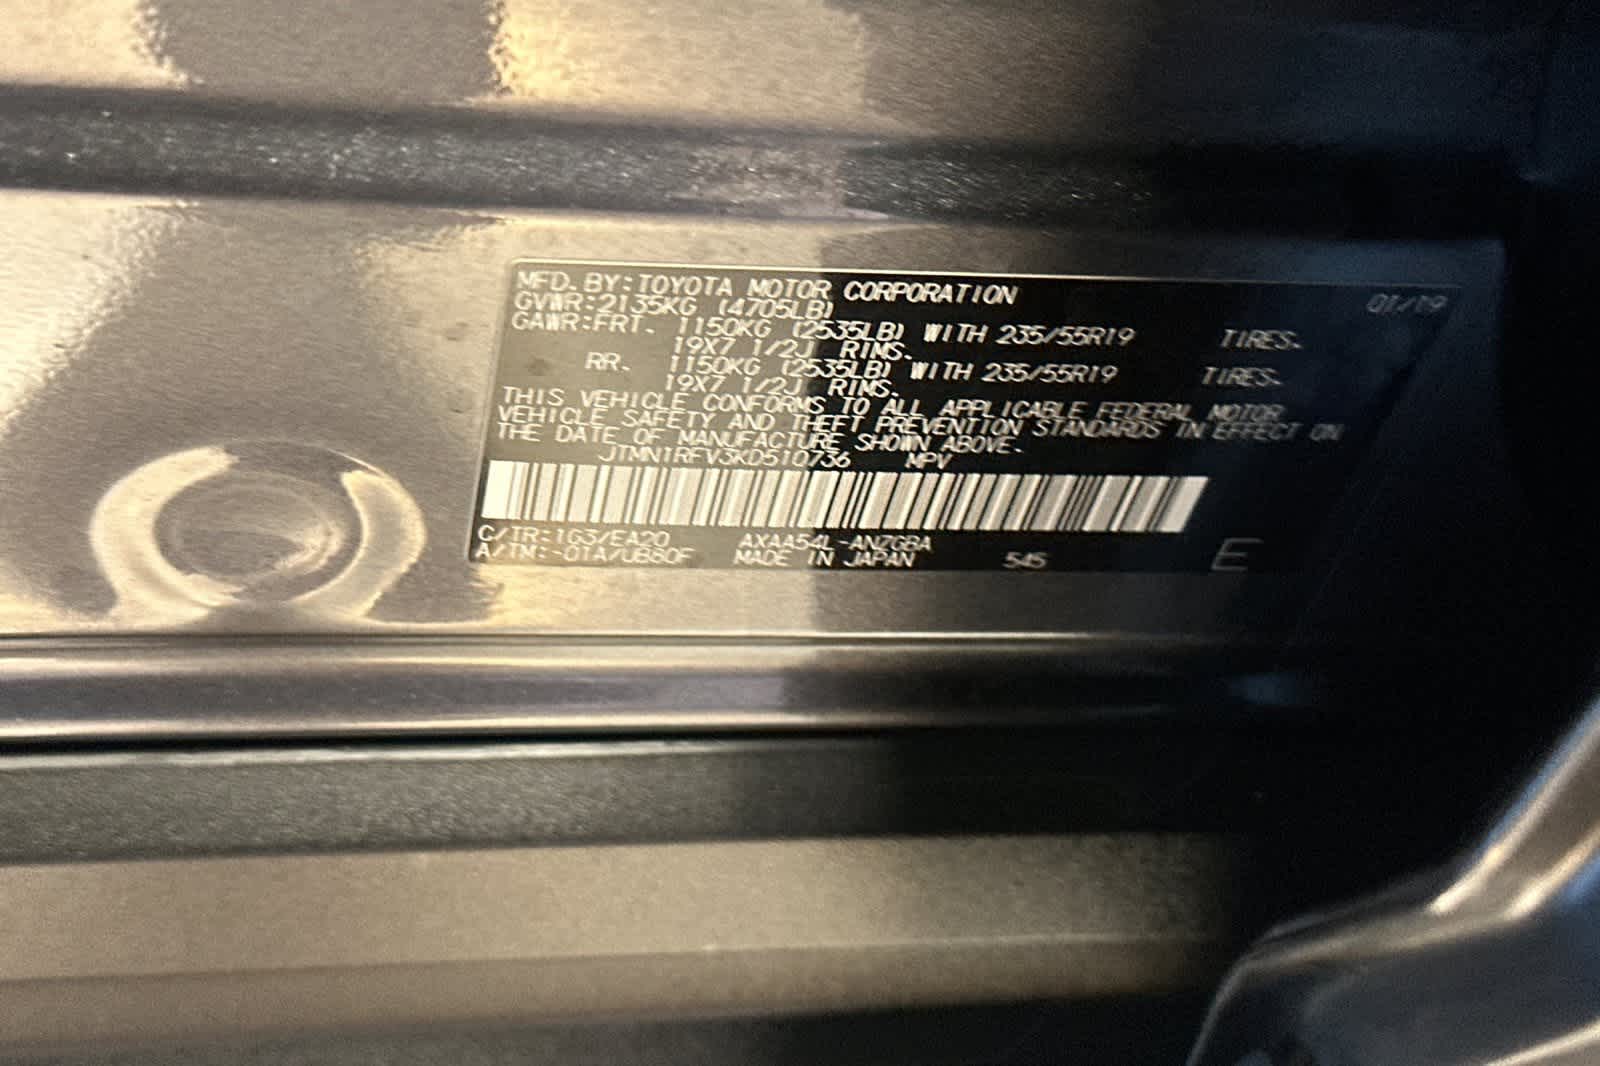 MFD. BY: TOYOTA MOTOR CORPORATION 01/19
GVWR: 2135KG (4705LB)
GAWR: FRT. 1150KG (2535LB) WITH 235/55R19 TIRES.
19X7 1/2J RIMS.
RR. 1150KG (2535LB) WITH 235/55R19 TIRES.
19X7 1/2J RIMS.
THIS VEHICLE CONFORMS TO ALL APPLICABLE FEDERAL MOTOR
VEHICLE SAFETY AND THEFT PREVENTION STANDARDS IN EFFECT ON
THE DATE OF MANUFACTURE SHOWN ABOVE.
JTMN1RFV3KD510736 MPV
C/TR: 1G3/EA20 AXAA54L-ANZGBA
A/TM: -01A/UB80F MADE IN JAPAN 545 E